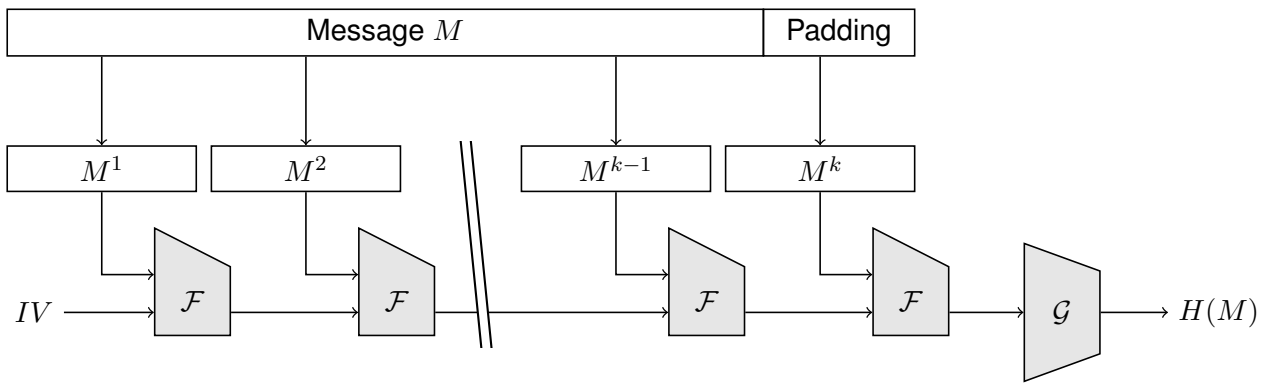 Message M Padding
M^1 M^2 M^{k−1} M^k
IV F F F F G H(M)